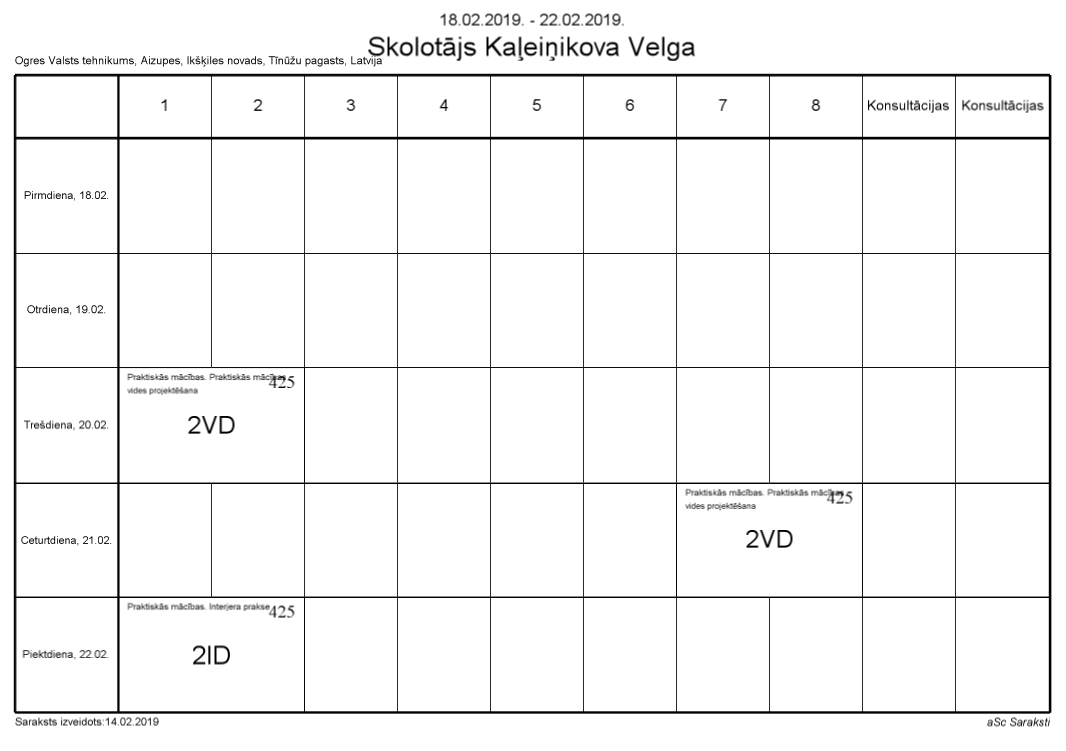 18.02.2019. - 22.02.2019.
Skolotājs Kaļeiņikova Velga
Ogres Valsts tehnikums, Aizupes, Ikšķiles novads, Tīnūžu pagasts, Latvija
1 2 3 4 5 6 7 8 Konsultācijas Konsultācijas
Pirmdiena, 18.02.
Otrdiena, 19.02.
Praktiskās mācības. Praktiskās mācības 425
vides projektēšana
Trešdiena, 20.02. 2VD
Praktiskās mācības. Praktiskās mācības 425
vides projektēšana
Ceturtdiena, 21.02. 2VD
Praktiskās mācības. Interjera prakse 425
Piektdiena, 22.02. 2ID
Saraksts izveidots:14.02.2019 aSc Saraksti